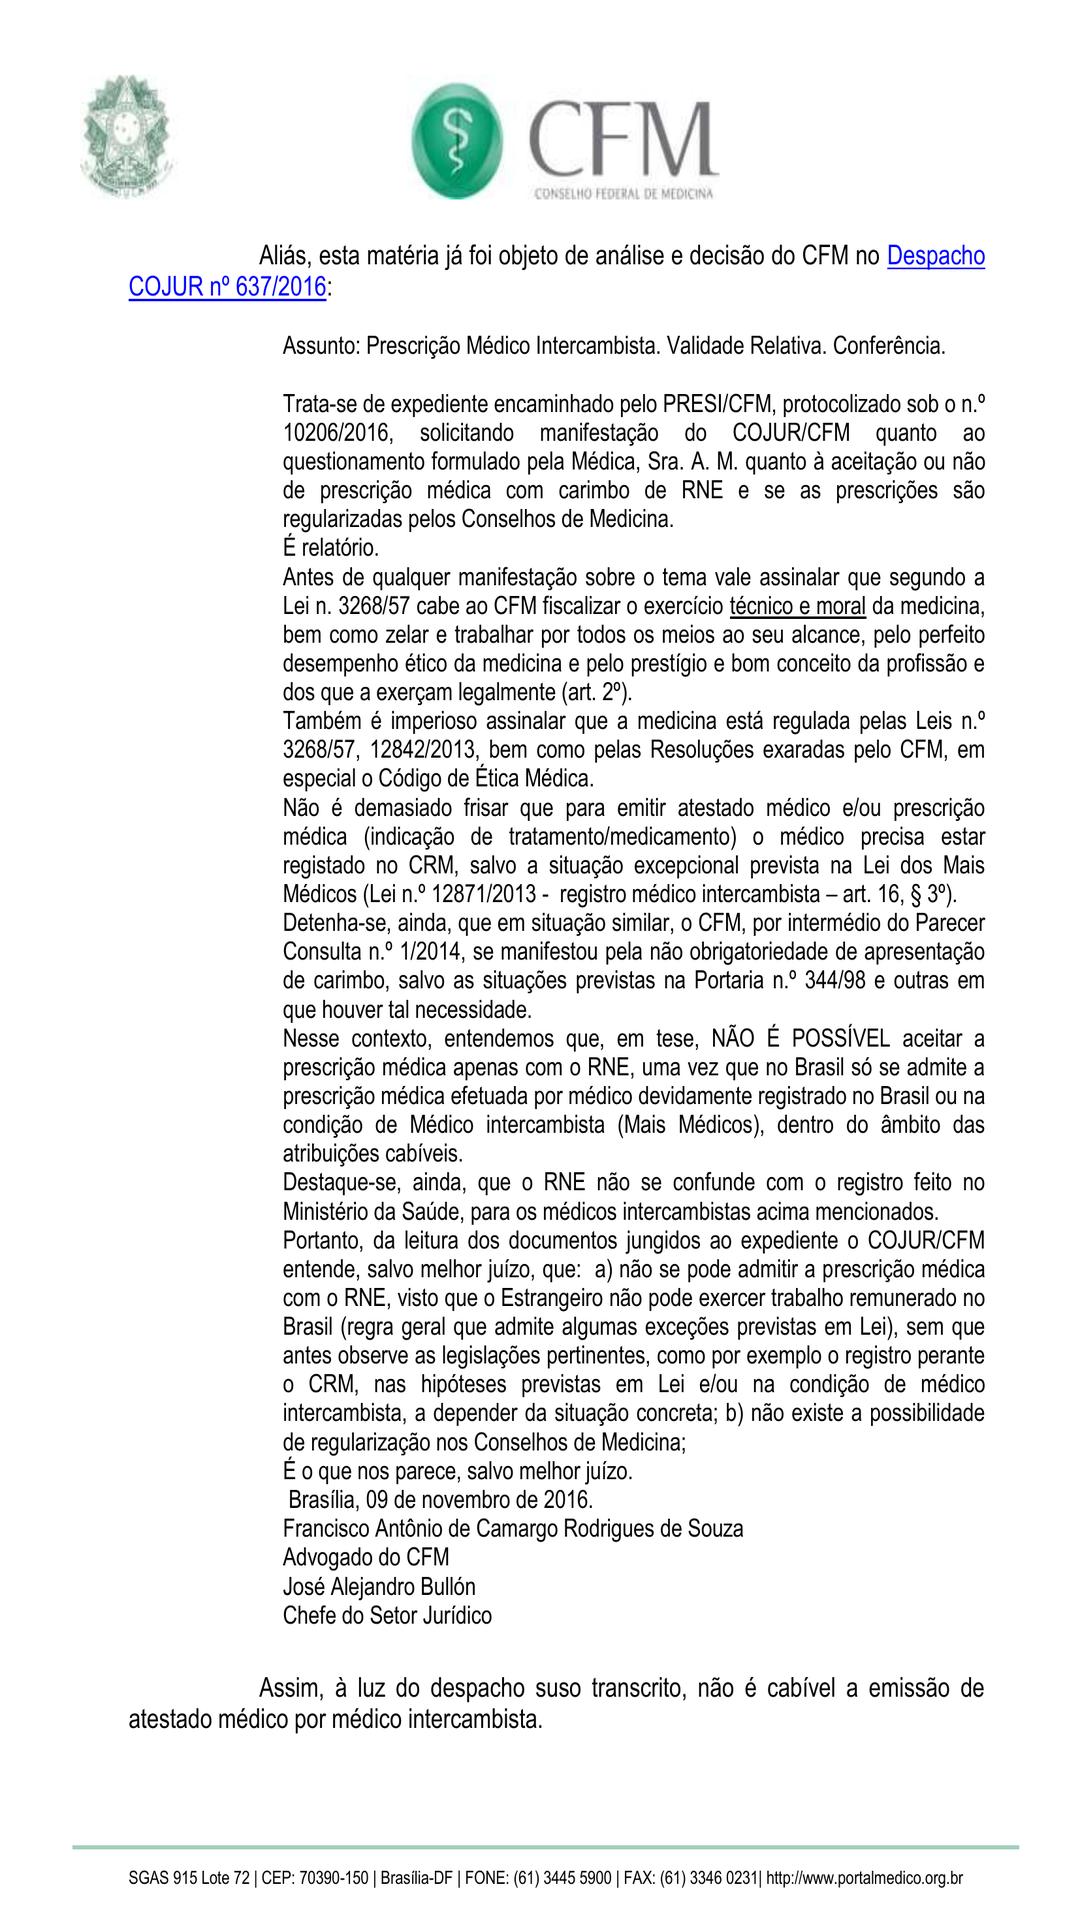 CFM
CONSELHO FEDERAL DE MEDICINA
Aliás, esta matéria já foi objeto de análise e decisão do CFM no Despacho
COJUR nº 637/2016:
Assunto: Prescrição Médico Intercambista. Validade Relativa. Conferência.
Trata-se de expediente encaminhado pelo PRESI/CFM, protocolizado sob o n.º
10206/2016, solicitando manifestação do COJUR/CFM quanto ao
questionamento formulado pela Médica, Sra. A. M. quanto à aceitação ou não
de prescrição médica com carimbo de RNE e se as prescrições são
regularizadas pelos Conselhos de Medicina.
É relatório.
Antes de qualquer manifestação sobre o tema vale assinalar que segundo a
Lei n. 3268/57 cabe ao CFM fiscalizar o exercício técnico e moral da medicina,
bem como zelar e trabalhar por todos os meios ao seu alcance, pelo perfeito
desempenho ético da medicina e pelo prestígio e bom conceito da profissão e
dos que a exerçam legalmente (art. 2º).
Também é imperioso assinalar que a medicina está regulada pelas Leis n.º
3268/57, 12842/2013, bem como pelas Resoluções exaradas pelo CFM, em
especial o Código de Ética Médica.
Não é demasiado frisar que para emitir atestado médico e/ou prescrição
médica (indicação de tratamento/medicamento) o médico precisa estar
registado no CRM, salvo a situação excepcional prevista na Lei dos Mais
Médicos (Lei n.º 12871/2013 - registro médico intercambista – art. 16, § 3º).
Detenha-se, ainda, que em situação similar, o CFM, por intermédio do Parecer
Consulta n.º 1/2014, se manifestou pela não obrigatoriedade de apresentação
de carimbo, salvo as situações previstas na Portaria n.º 344/98 e outras em
que houver tal necessidade.
Nesse contexto, entendemos que, em tese, NÃO É POSSÍVEL aceitar a
prescrição médica apenas com o RNE, uma vez que no Brasil só se admite a
prescrição médica efetuada por médico devidamente registrado no Brasil ou na
condição de Médico intercambista (Mais Médicos), dentro do âmbito das
atribuições cabíveis.
Destaque-se, ainda, que o RNE não se confunde com o registro feito no
Ministério da Saúde, para os médicos intercambistas acima mencionados.
Portanto, da leitura dos documentos jungidos ao expediente o COJUR/CFM
entende, salvo melhor juízo, que: a) não se pode admitir a prescrição médica
com o RNE, visto que o Estrangeiro não pode exercer trabalho remunerado no
Brasil (regra geral que admite algumas exceções previstas em Lei), sem que
antes observe as legislações pertinentes, como por exemplo o registro perante
o CRM, nas hipóteses previstas em Lei e/ou na condição de médico
intercambista, a depender da situação concreta; b) não existe a possibilidade
de regularização nos Conselhos de Medicina;
É o que nos parece, salvo melhor juízo.
Brasília, 09 de novembro de 2016.
Francisco Antônio de Camargo Rodrigues de Souza
Advogado do CFM
José Alejandro Bullón
Chefe do Setor Jurídico
Assim, à luz do despacho suso transcrito, não é cabível a emissão de
atestado médico por médico intercambista.
SGAS 915 Lote 72 | CEP: 70390-150 | Brasília-DF | FONE: (61) 3445 5900 | FAX: (61) 3346 0231| http://www.portalmedico.org.br